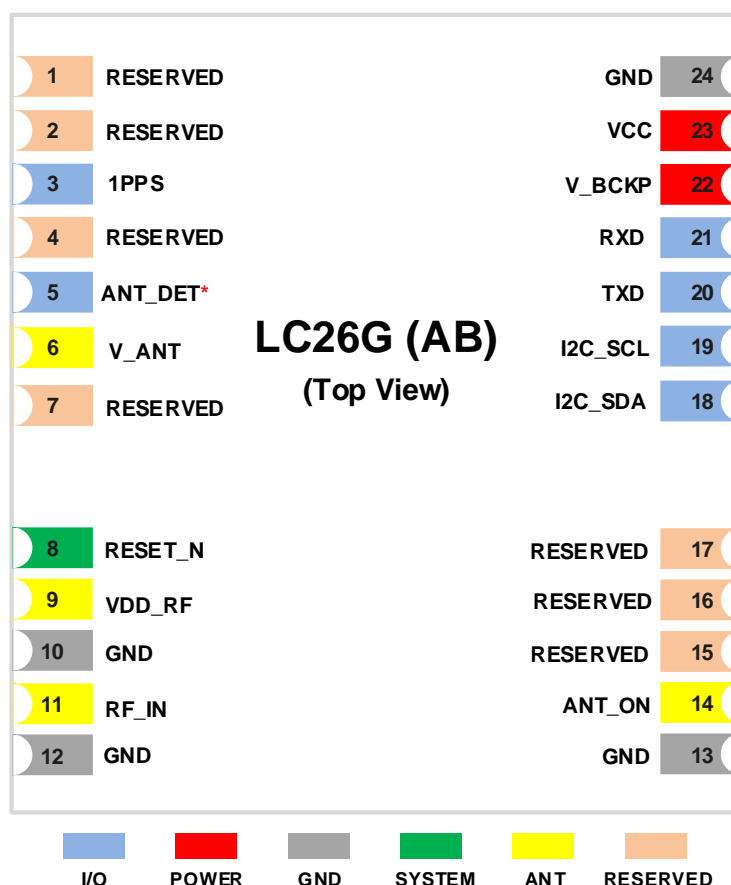 1 RESERVED
2 RESERVED
3 1PPS
4 RESERVED
5 ANT_DET*
6 V_ANT
7 RESERVED
8 RESET_N
9 VDD_RF
10 GND
11 RF_IN
12 GND
LC26G (AB)
(Top View)
GND 24
VCC 23
V_BCKP 22
RXD 21
TXD 20
I2C_SCL 19
I2C_SDA 18
RESERVED 17
RESERVED 16
RESERVED 15
ANT_ON 14
GND 13
I/O POWER GND SYSTEM ANT RESERVED